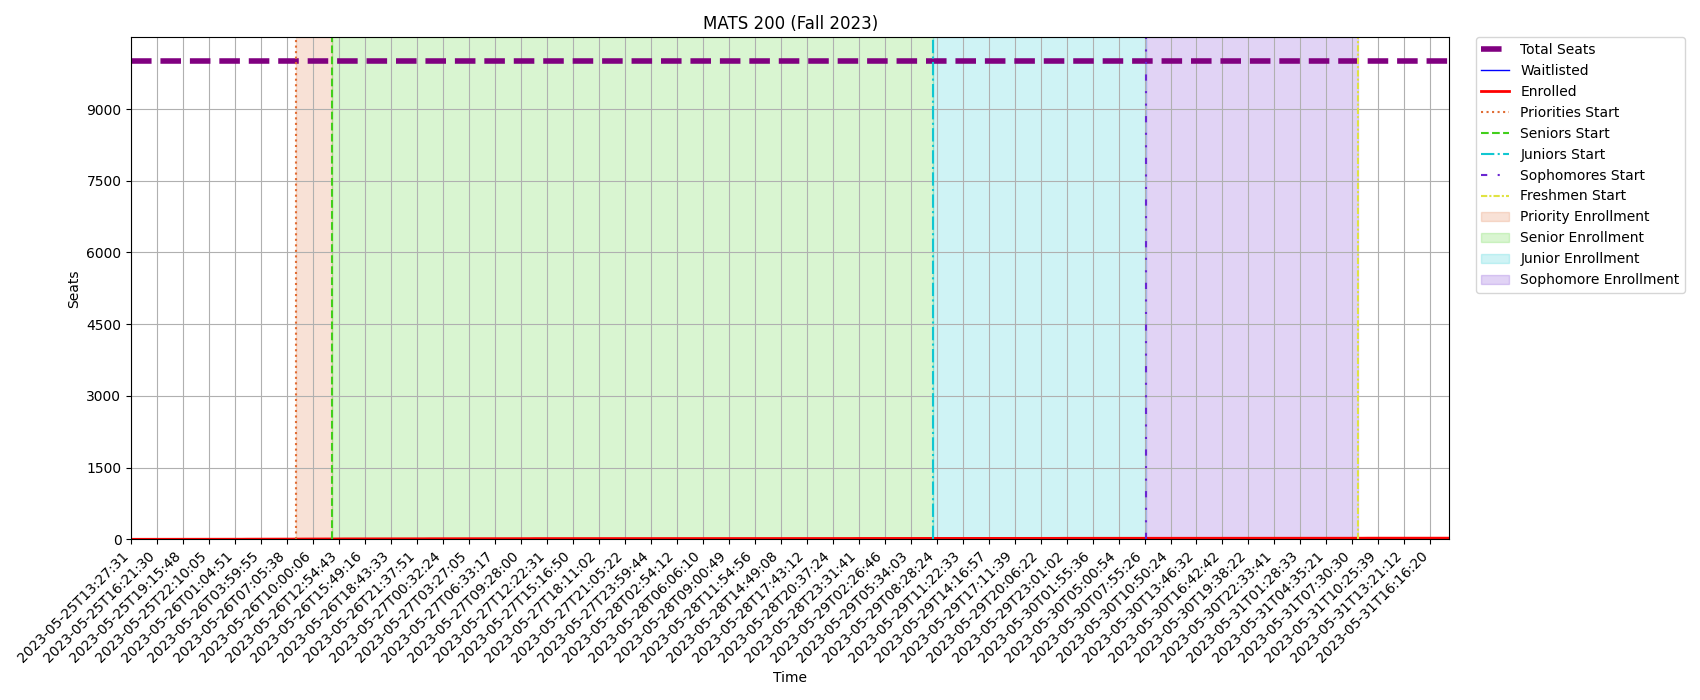 MATS 200 (Fall 2023)
Total Seats
Waitlisted
Enrolled
Priorities Start
Seniors Start
Juniors Start
Sophomores Start
Freshmen Start
Priority Enrollment
Senior Enrollment
Junior Enrollment
Sophomore Enrollment
9000
7500
6000
4500
3000
1500
0
Seats
2023-05-25T13:27:31
2023-05-25T16:21:30
2023-05-25T19:15:48
2023-05-25T22:10:05
2023-05-26T01:04:51
2023-05-26T03:59:55
2023-05-26T07:05:38
2023-05-26T10:00:06
2023-05-26T12:54:43
2023-05-26T15:49:16
2023-05-26T18:43:33
2023-05-26T21:37:51
2023-05-27T00:32:24
2023-05-27T03:27:05
2023-05-27T06:33:17
2023-05-27T09:28:00
2023-05-27T12:22:31
2023-05-27T15:16:50
2023-05-27T18:11:02
2023-05-27T21:05:22
2023-05-27T23:59:44
2023-05-28T02:54:12
2023-05-28T06:06:10
2023-05-28T09:00:49
2023-05-28T11:54:56
2023-05-28T14:49:08
2023-05-28T17:43:12
2023-05-28T20:37:24
2023-05-28T23:31:41
2023-05-29T02:26:46
2023-05-29T05:34:03
2023-05-29T08:28:24
2023-05-29T11:22:33
2023-05-29T14:16:57
2023-05-29T17:11:39
2023-05-29T20:06:22
2023-05-29T23:01:02
2023-05-30T01:55:36
2023-05-30T05:00:54
2023-05-30T07:55:26
2023-05-30T10:50:24
2023-05-30T13:46:32
2023-05-30T16:42:42
2023-05-30T19:38:22
2023-05-30T22:33:41
2023-05-31T01:28:33
2023-05-31T04:35:21
2023-05-31T07:30:30
2023-05-31T10:25:39
2023-05-31T13:21:12
2023-05-31T16:16:20
Time